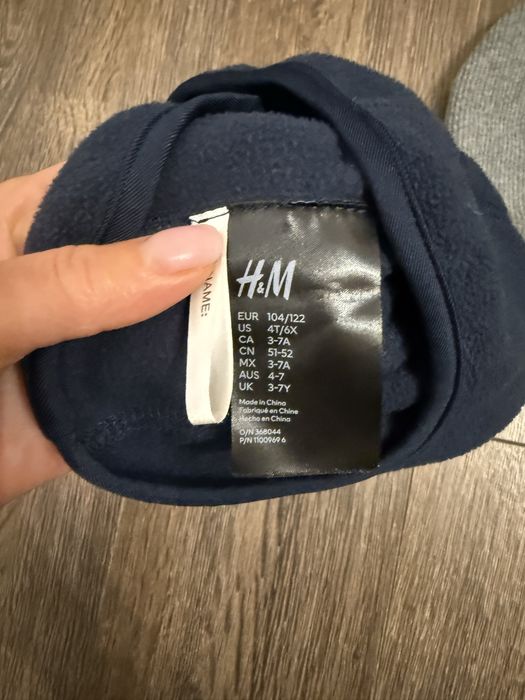 NAME:
H&M
EUR 104/122
US 4T/6X
CA 3-7A
CN 51-52
MX 3-7A
AUS 4-7
UK 3-7Y
Made in China
Fabriqué en Chine
Hecho en China
O/N 368044
P/N 1100969 6